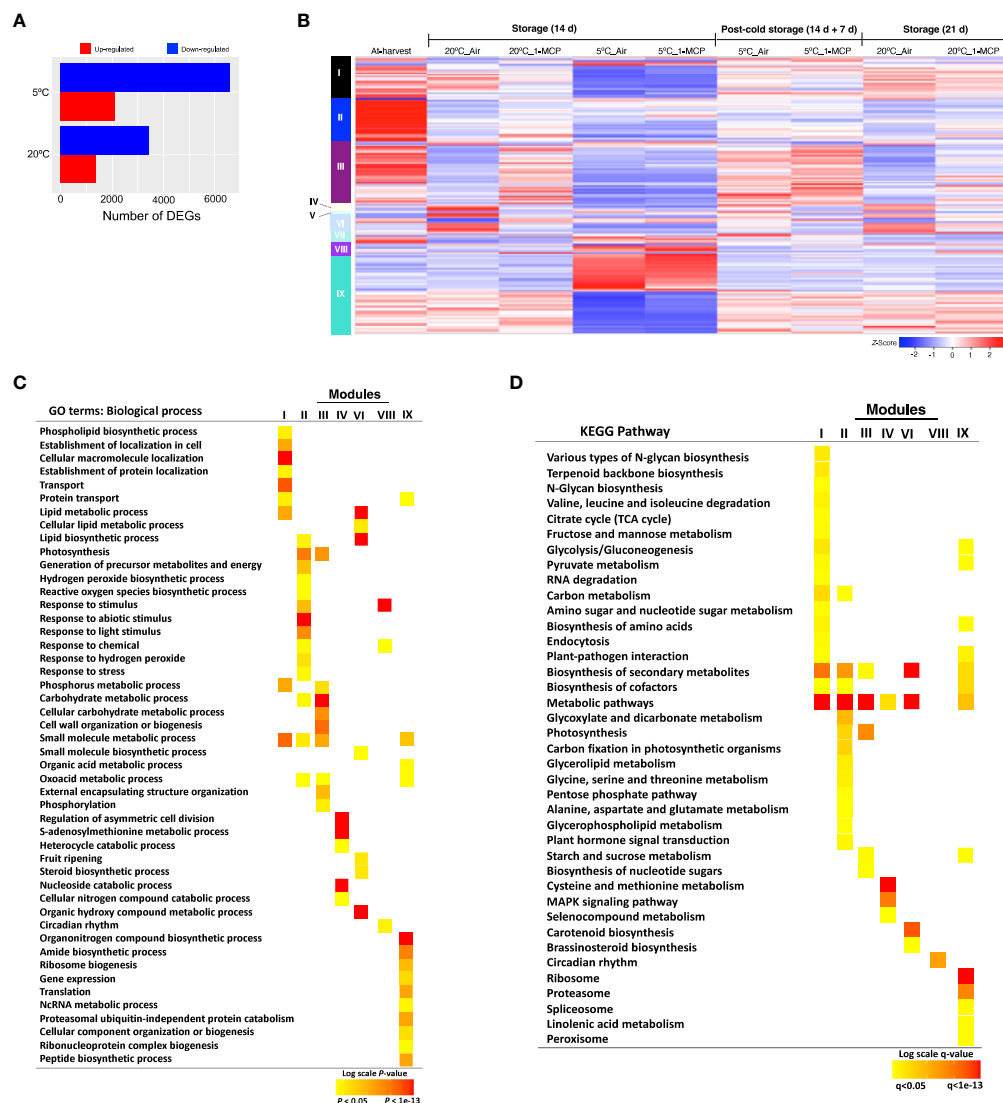 A
Up-regulated Down-regulated
5ºC
20ºC
0 2000 4000 6000
Number of DEGs
B
Storage (14 d) Post-cold storage (14 d + 7 d) Storage (21 d)
At-harvest 20ºC_Air 20ºC_1-MCP 5ºC_Air 5ºC_1-MCP 5ºC_Air 5ºC_1-MCP 20ºC_Air 20ºC_1-MCP
I
II
III
IV
V
VI
VII
VIII
IX
Z-Score
-2 -1 0 1 2
C
Modules
GO terms: Biological process I II III IV VI VIII IX
Phospholipid biosynthetic process
Establishment of localization in cell
Cellular macromolecule localization
Establishment of protein localization
Transport
Protein transport
Lipid metabolic process
Cellular lipid metabolic process
Lipid biosynthetic process
Photosynthesis
Generation of precursor metabolites and energy
Hydrogen peroxide biosynthetic process
Reactive oxygen species biosynthetic process
Response to stimulus
Response to abiotic stimulus
Response to light stimulus
Response to chemical
Response to hydrogen peroxide
Response to stress
Phosphorus metabolic process
Carbohydrate metabolic process
Cellular carbohydrate metabolic process
Cell wall organization or biogenesis
Small molecule metabolic process
Small molecule biosynthetic process
Organic acid metabolic process
Oxoacid metabolic process
External encapsulating structure organization
Phosphorylation
Regulation of asymmetric cell division
S-adenosylmethionine metabolic process
Heterocycle catabolic process
Fruit ripening
Steroid biosynthetic process
Nucleoside catabolic process
Cellular nitrogen compound catabolic process
Organic hydroxy compound metabolic process
Circadian rhythm
Organonitrogen compound biosynthetic process
Amide biosynthetic process
Ribosome biogenesis
Gene expression
Translation
NcRNA metabolic process
Proteasomal ubiquitin-independent protein catabolism
Cellular component organization or biogenesis
Ribonucleoprotein complex biogenesis
Peptide biosynthetic process
Log scale P-value
P < 0.05 P < 1e-13
D
Modules
KEGG Pathway I II III IV VI VIII IX
Various types of N-glycan biosynthesis
Terpenoid backbone biosynthesis
N-Glycan biosynthesis
Valine, leucine and isoleucine degradation
Citrate cycle (TCA cycle)
Fructose and mannose metabolism
Glycolysis/Gluconeogenesis
Pyruvate metabolism
RNA degradation
Carbon metabolism
Amino sugar and nucleotide sugar metabolism
Biosynthesis of amino acids
Endocytosis
Plant-pathogen interaction
Biosynthesis of secondary metabolites
Biosynthesis of cofactors
Metabolic pathways
Glycoxylate and dicarbonate metabolism
Photosynthesis
Carbon fixation in photosynthetic organisms
Glycerolipid metabolism
Glycine, serine and threonine metabolism
Pentose phosphate pathway
Alanine, aspartate and glutamate metabolism
Glycerophospholipid metabolism
Plant hormone signal transduction
Starch and sucrose metabolism
Biosynthesis of nucleotide sugars
Cysteine and methionine metabolism
MAPK signaling pathway
Selenocompound metabolism
Carotenoid biosynthesis
Brassinosteroid biosynthesis
Circadian rhythm
Ribosome
Proteasome
Spliceosome
Linolenic acid metabolism
Peroxisome
Log scale q-value
q<0.05 q<1e-13